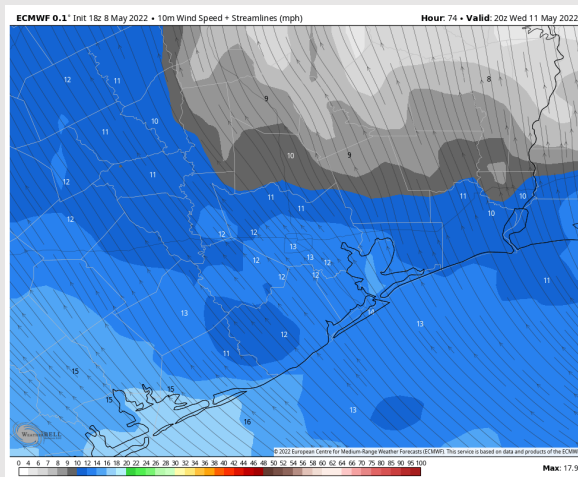 ECMWF 0.1° Init 18z 8 May 2022 • 10m Wind Speed + Streamlines (mph)
Hour: 74 • Valid: 20z Wed 11 May 2022
12 11 8
9
10
11
11 10 9
12
11 11 10
11 10
12
12 12
13
12 13 12
12 12
11
13 14 13
12
11
15
15 15
13
16
WeatherBELL
© 2022 European Centre for Medium-Range Weather Forecasts (ECMWF). This service is based on data and products of the ECMWF
0 4 6 7 8 9 10 12 14 16 18 20 22 24 26 28 30 32 34 36 38 40 42 44 46 48 50 52 54 56 58 60 62 64 66 70 75 80 85 90 95 100
Max: 17.9